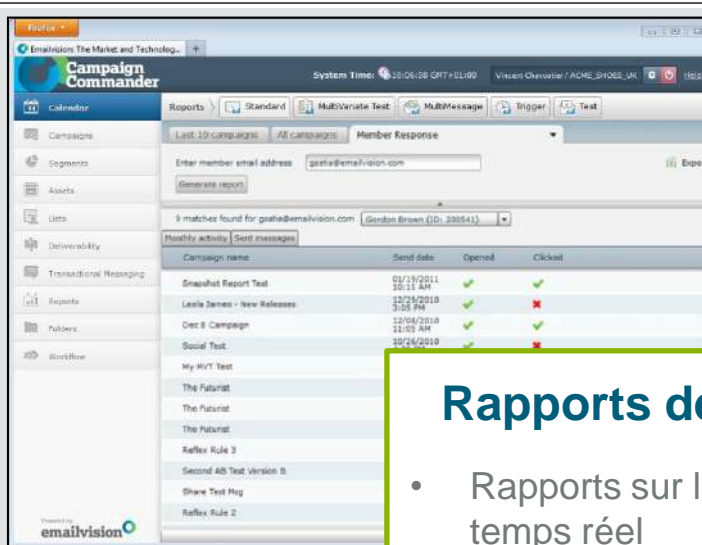 Firefox
Emailvision: The Market and Technolog... +
Campaign Commander
System Time: 18:06:58 GMT+01:00 Vincent Chevoutier / ACME_SHOES_UK Help
Calendar
Campaigns
Segments
Assets
Lists
Deliverability
Transactional Messaging
Reports
Folders
Workflow
Powered by
emailvision
Reports Standard MultiVariate Test MultiMessage Trigger Test
Last 10 campaigns All campaigns Member Response
Enter member email address gsatie@emailvision.com Expo
Generate report
9 matches found for gsatie@emailvision.com Gordon Brown (ID: 200541)
Monthly activity Sent messages
Campaign name Send date Opened Clicked
Snapshot Report Test 01/19/2011 10:15 AM
Leela James - New Releases 12/29/2010 3:05 PM
Dec 8 Campaign 12/08/2010 11:05 AM
Social Test 10/26/2010
My MVT Test
The Futurist
The Futurist
The Futurist
Reflex Rule 3
Second AB Test Version B
Share Test Msg
Reflex Rule 2
Rapports de
• Rapports sur l
temps réel